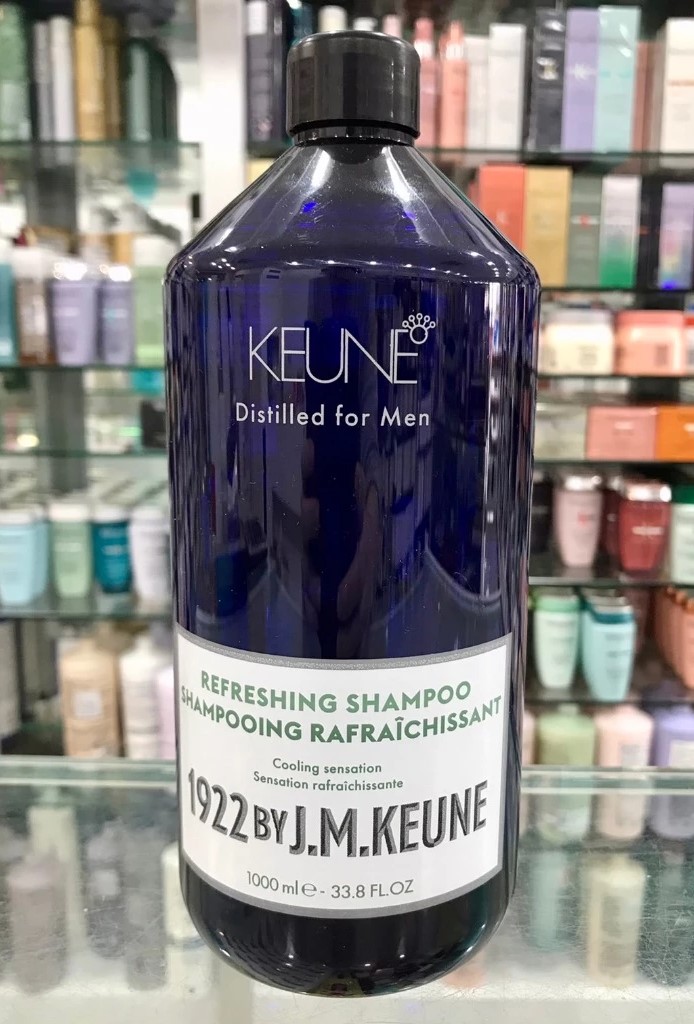 KEUNE
Distilled for Men
REFRESHING SHAMPOO
SHAMPOOING RAFRAÎCHISSANT
Cooling sensation
Sensation rafraîchissante
1922 BY J.M.KEUNE
1000 ml ℮ - 33.8 FL.OZ